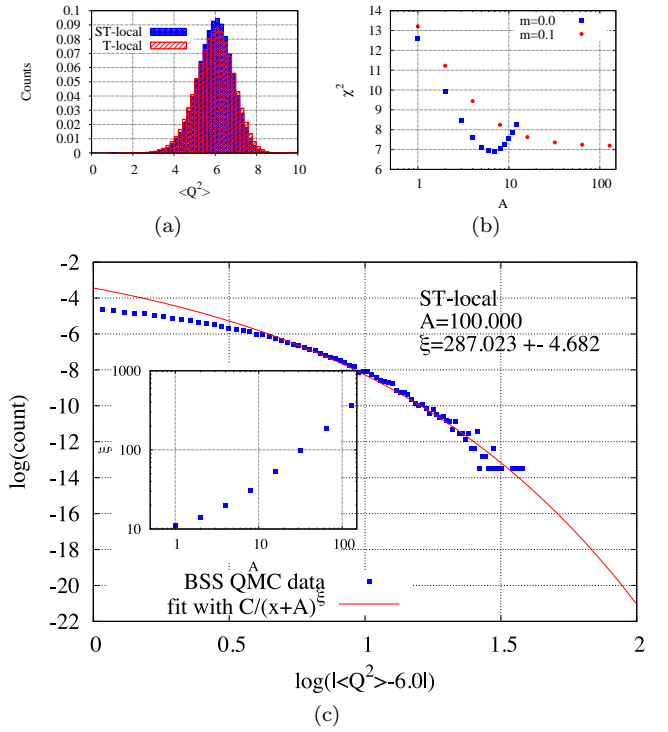 0.1
0.09
0.08
0.07
0.06
0.05
0.04
0.03
0.02
0.01
0
Counts
ST-local
T-local
0 2 4 6 8 10
<Q²>
(a)
14
13
12
11
10
9
8
7
6
χ²
m=0.0
m=0.1
1 10 100
A
(b)
-2
-4
-6
-8
-10
-12
-14
-16
-18
-20
-22
log(count)
ST-local
A=100.000
ξ=287.023 +- 4.682
1000
100
10
ξ
1 10 100
A
BSS QMC data
fit with C/(x+A)^ξ
0 0.5 1 1.5 2
log(|<Q²>-6.0|)
(c)